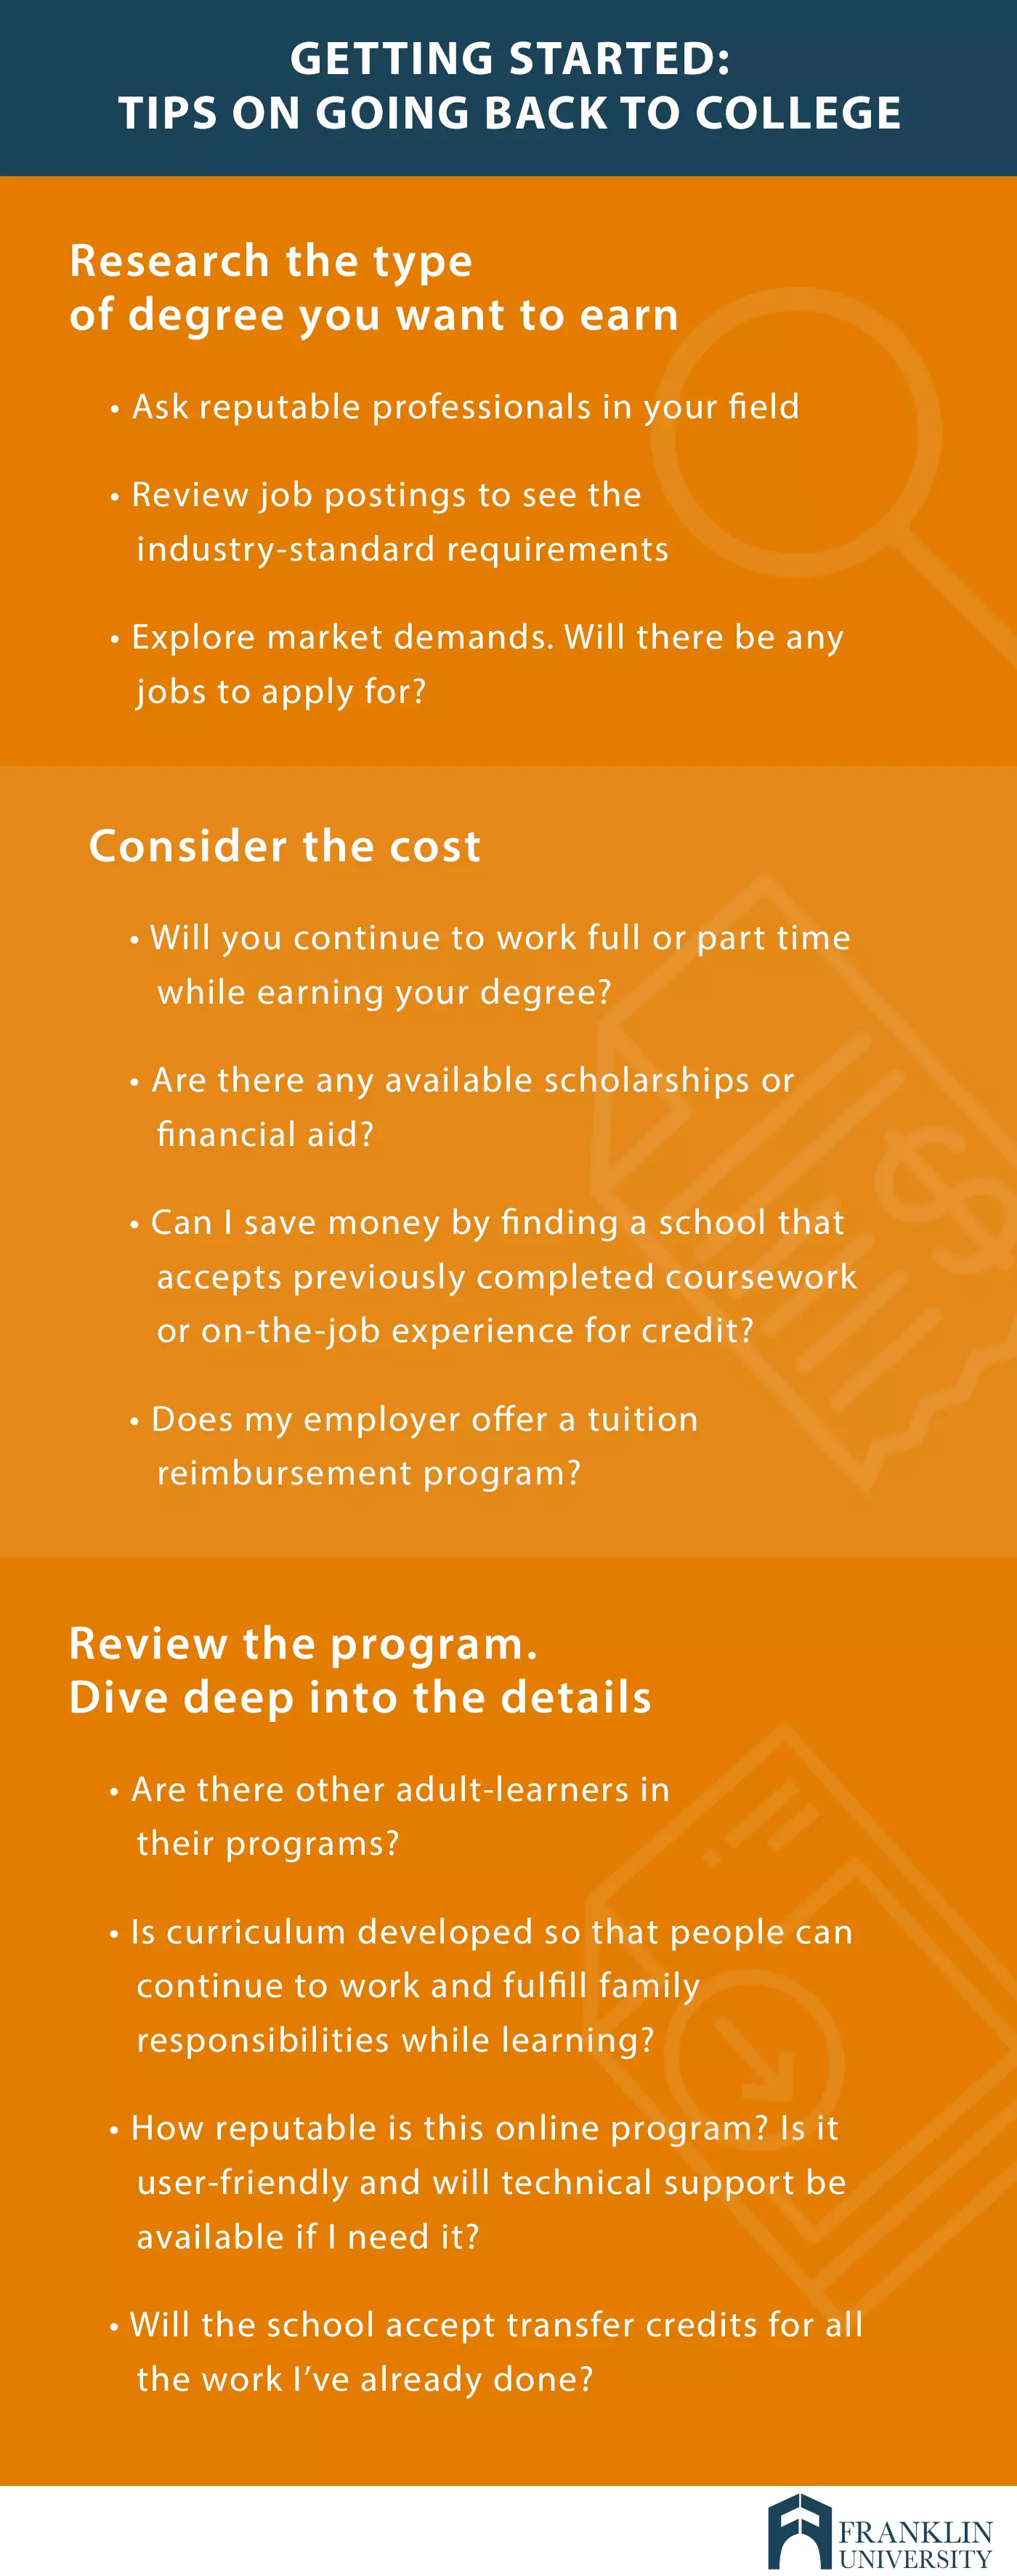 GETTING STARTED:
TIPS ON GOING BACK TO COLLEGE
Research the type
of degree you want to earn
• Ask reputable professionals in your field
• Review job postings to see the
industry-standard requirements
• Explore market demands. Will there be any
jobs to apply for?
Consider the cost
• Will you continue to work full or part time
while earning your degree?
• Are there any available scholarships or
financial aid?
• Can I save money by finding a school that
accepts previously completed coursework
or on-the-job experience for credit?
• Does my employer offer a tuition
reimbursement program?
Review the program.
Dive deep into the details
• Are there other adult-learners in
their programs?
• Is curriculum developed so that people can
continue to work and fulfill family
responsibilities while learning?
• How reputable is this online program? Is it
user-friendly and will technical support be
available if I need it?
• Will the school accept transfer credits for all
the work I’ve already done?
FRANKLIN
UNIVERSITY